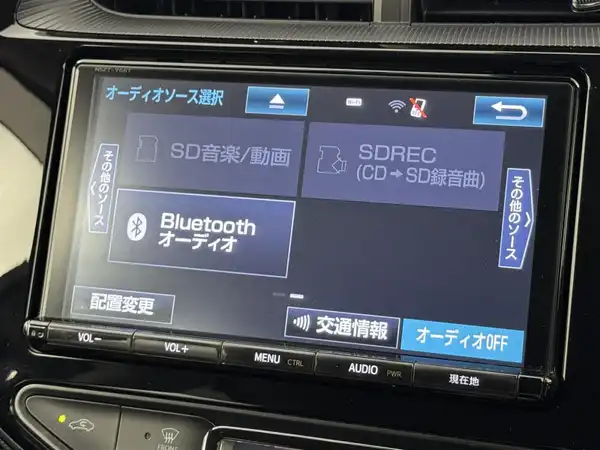 オーディオソース選択
Wi-Fi
SD音楽/動画
SDREC
(CD➡SD録音曲)
その他のソース
その他のソース
Bluetooth
オーディオ
配置変更
交通情報
オーディオOFF
VOL−
VOL+
MENU CTRL
AUDIO PWR
現在地
FRONT